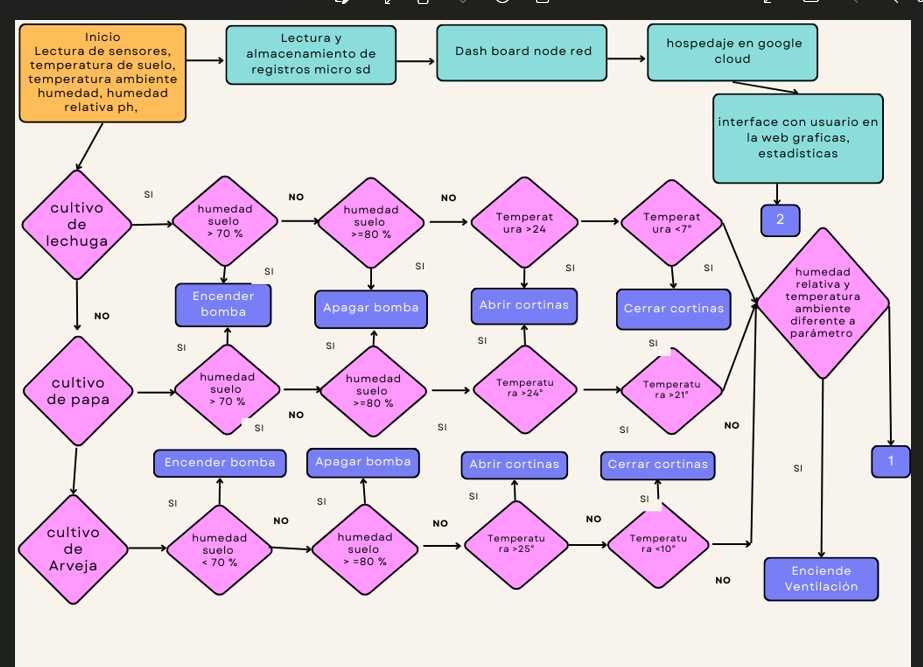 Inicio
Lectura de sensores,
temperatura de suelo,
temperatura ambiente
humedad, humedad
relativa ph,
Lectura y
almacenamiento de
registros micro sd
Dash board node red
hospedaje en google
cloud
interface con usuario en
la web graficas,
estadísticas
2
cultivo
de
lechuga
SI
humedad
suelo
> 70 %
NO
humedad
suelo
>=80 %
NO
Temperat
ura >24
Temperat
ura <7°
humedad
relativa y
temperatura
ambiente
diferente a
parámetro
SI
SI
SI
SI
Encender
bomba
Apagar bomba
Abrir cortinas
Cerrar cortinas
NO
SI
SI
SI
SI
cultivo
de papa
humedad
suelo
> 70 %
NO
humedad
suelo
>=80 %
Temperatu
ra >24°
Temperatu
ra >21°
SI
SI
SI
NO
Encender bomba
Apagar bomba
Abrir cortinas
Cerrar cortinas
1
SI
SI
SI
SI
SI
cultivo
de
Arveja
humedad
suelo
< 70 %
NO
humedad
suelo
> =80 %
NO
Temperatu
ra >25°
NO
Temperatu
ra <10°
NO
Enciende
Ventilación